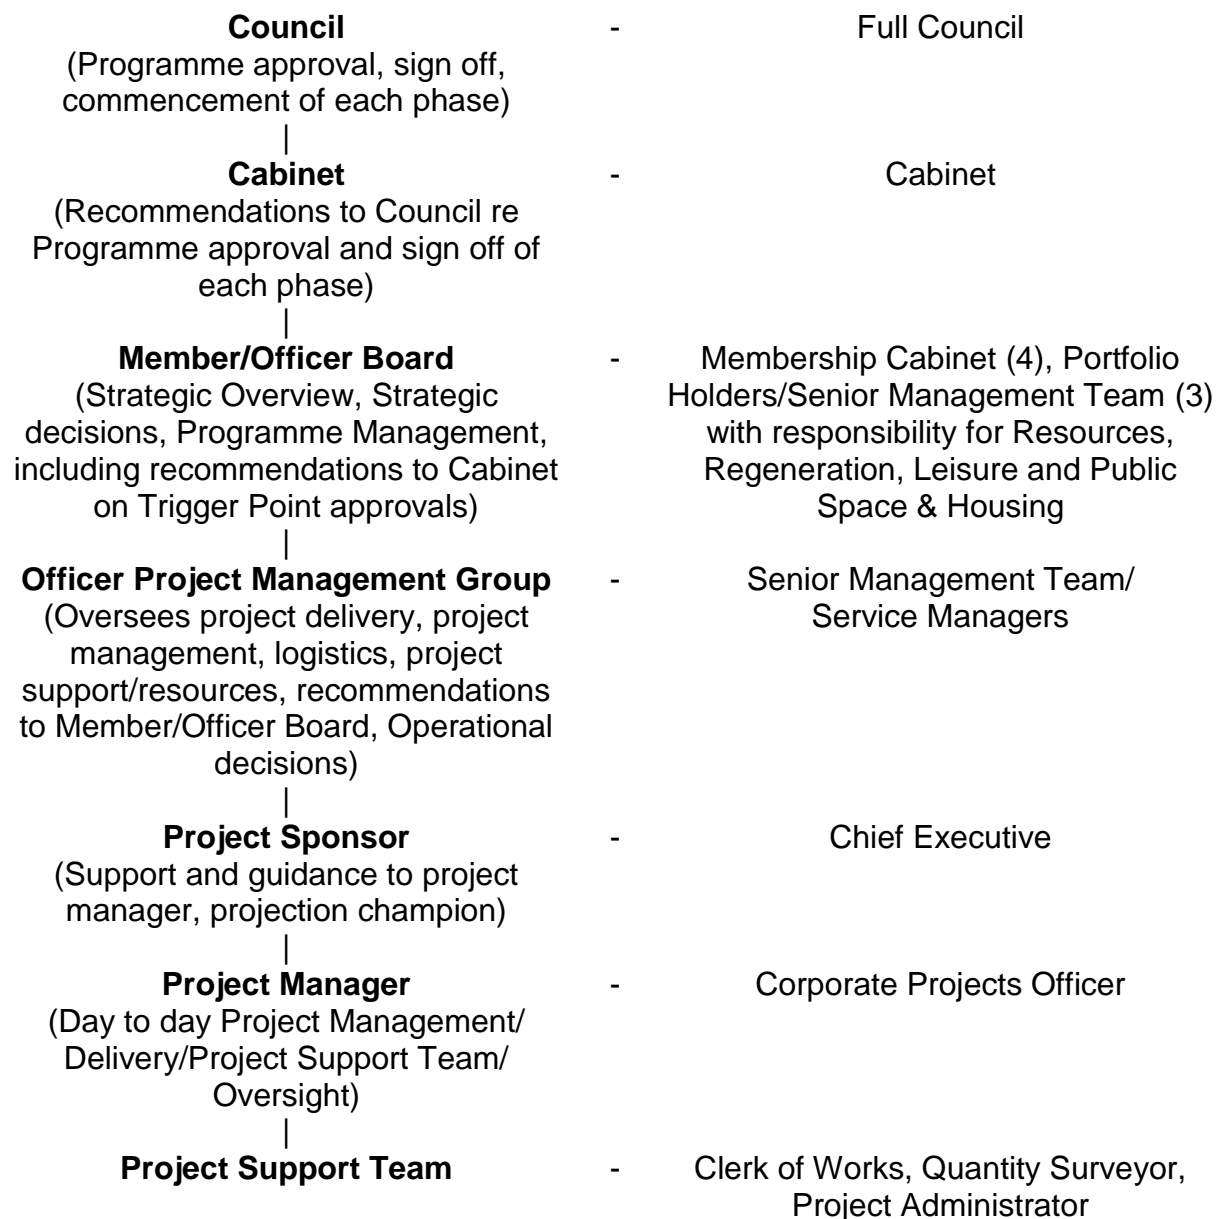 Council - Full Council
(Programme approval, sign off,
commencement of each phase)
|
Cabinet - Cabinet
(Recommendations to Council re
Programme approval and sign off of
each phase)
|
Member/Officer Board - Membership Cabinet (4), Portfolio
(Strategic Overview, Strategic Holders/Senior Management Team (3)
decisions, Programme Management, with responsibility for Resources,
including recommendations to Cabinet Regeneration, Leisure and Public
on Trigger Point approvals) Space & Housing
|
Officer Project Management Group - Senior Management Team/
(Oversees project delivery, project Service Managers
management, logistics, project
support/resources, recommendations
to Member/Officer Board, Operational
decisions)
|
Project Sponsor - Chief Executive
(Support and guidance to project
manager, projection champion)
|
Project Manager - Corporate Projects Officer
(Day to day Project Management/
Delivery/Project Support Team/
Oversight)
|
Project Support Team - Clerk of Works, Quantity Surveyor,
Project Administrator